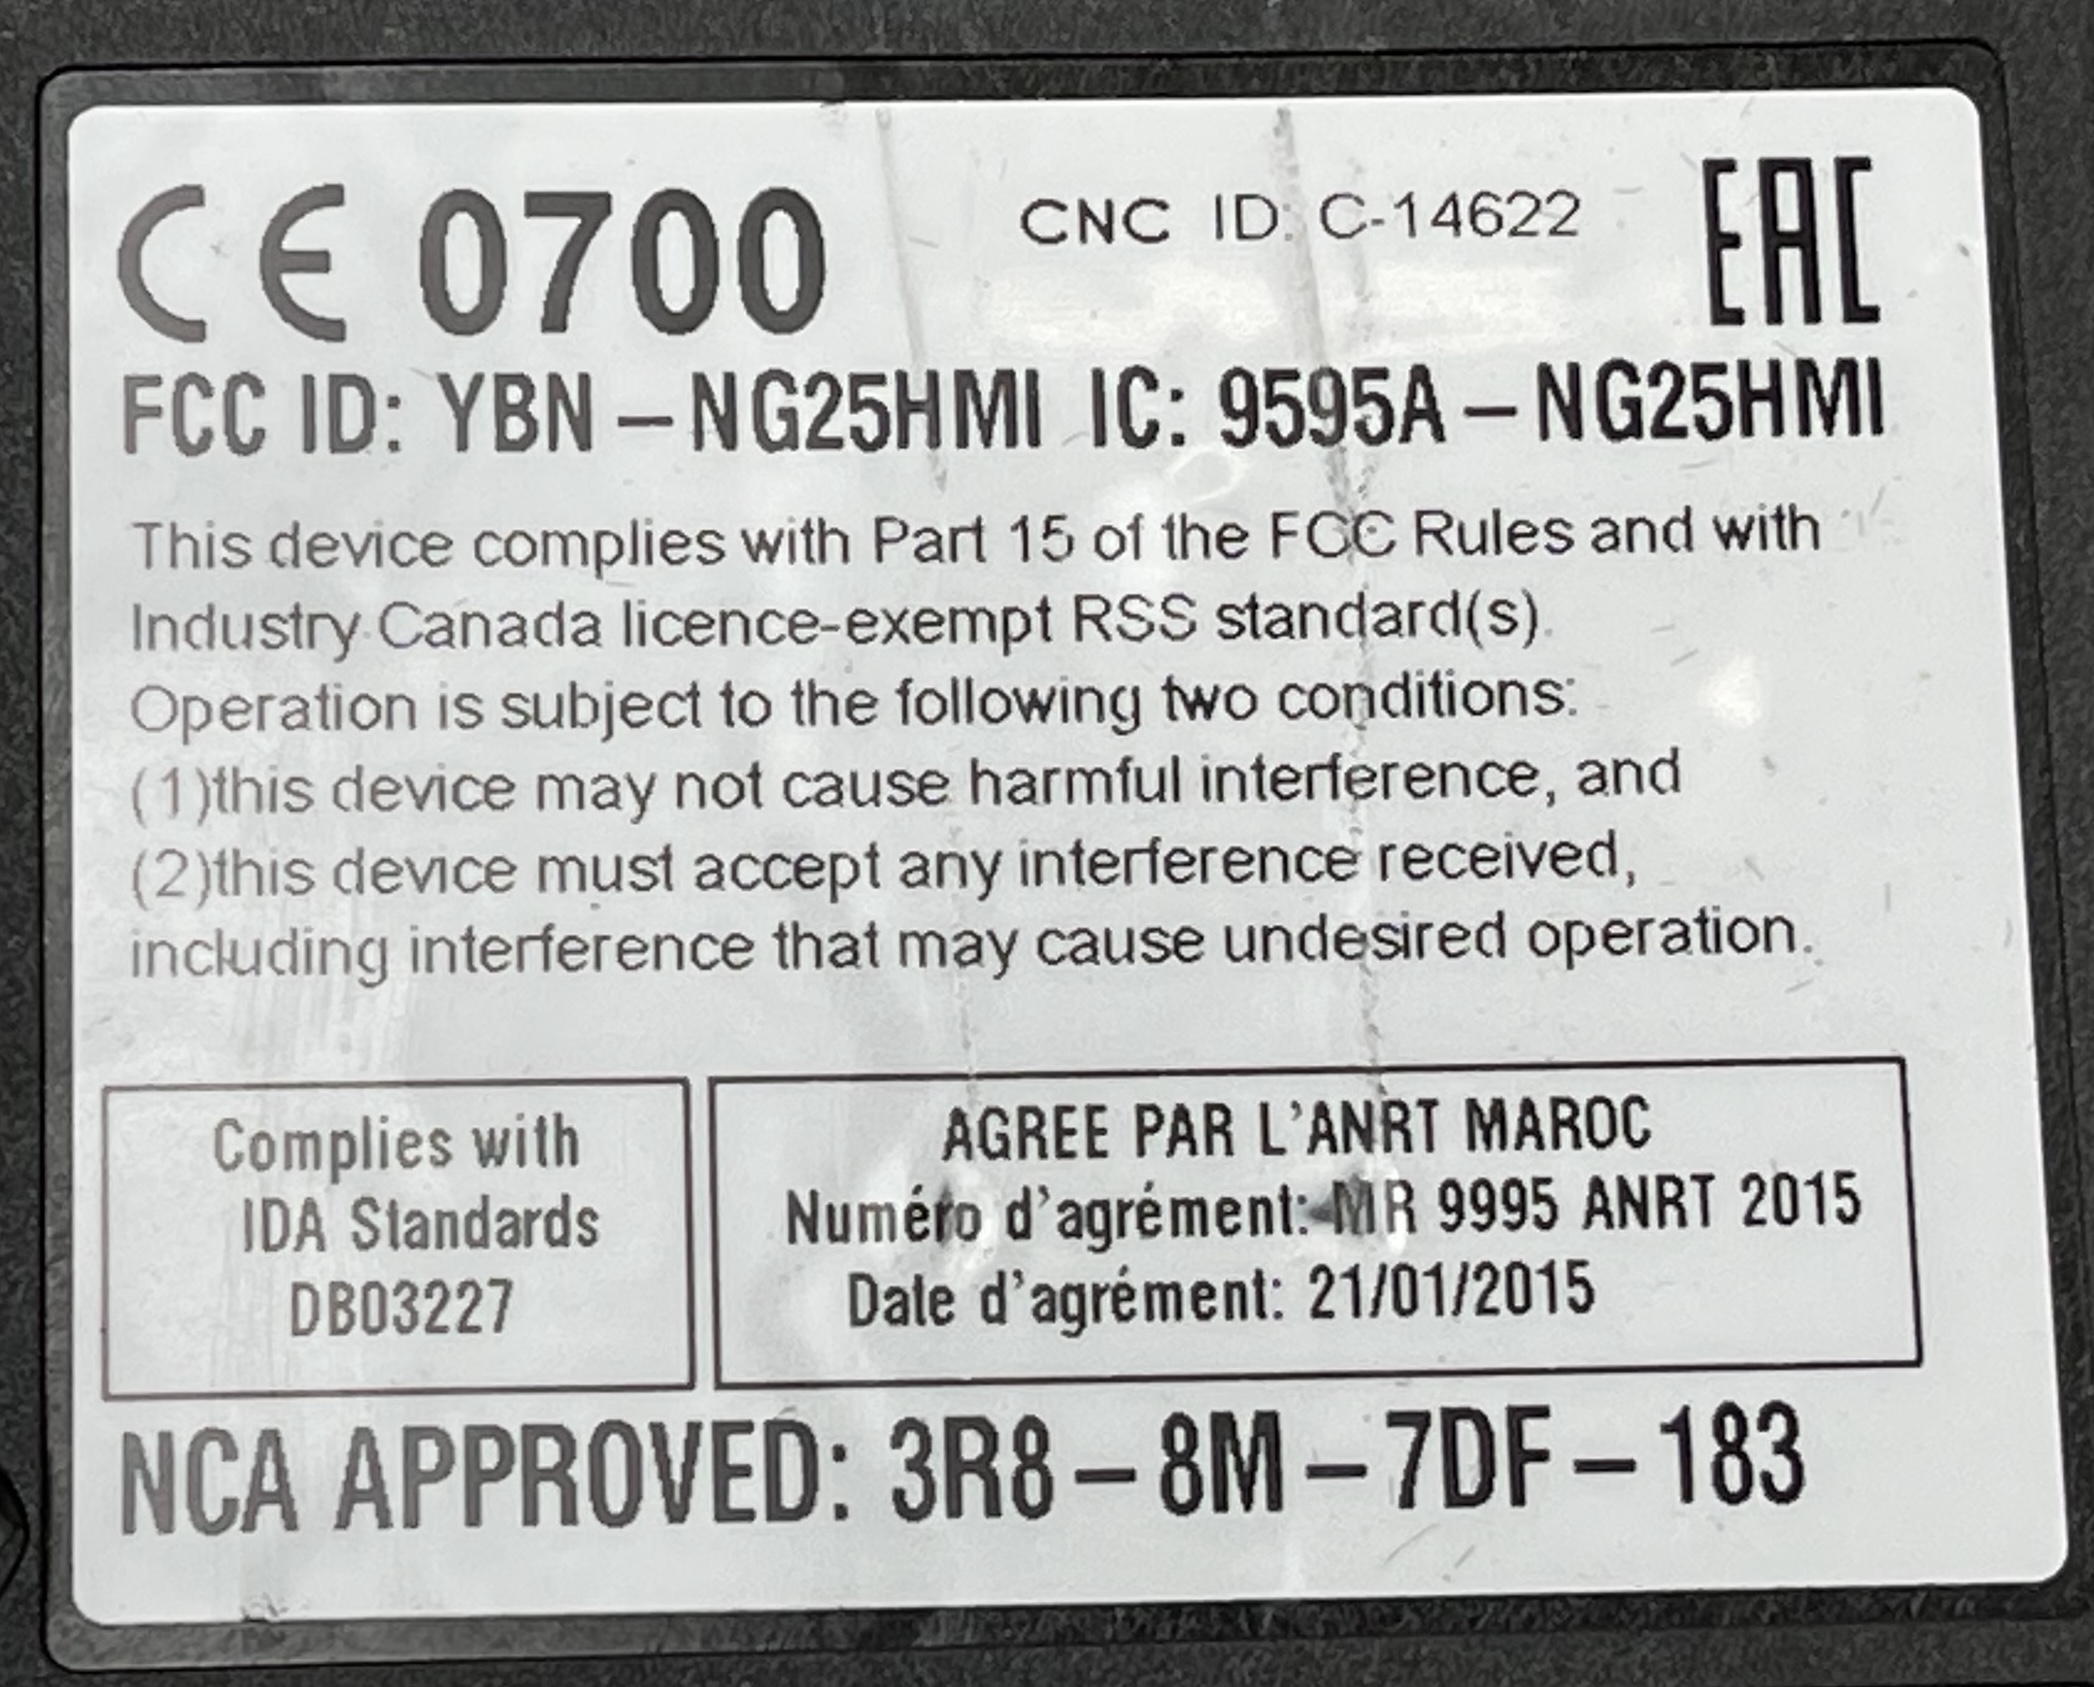 CE 0700 CNC ID: C-14622 EAC
FCC ID: YBN-NG25HMI IC: 9595A-NG25HMI
This device complies with Part 15 of the FCC Rules and with
Industry Canada licence-exempt RSS standard(s).
Operation is subject to the following two conditions:
(1)this device may not cause harmful interference, and
(2)this device must accept any interference received,
including interference that may cause undesired operation.
Complies with
IDA Standards
DB03227
AGREE PAR L'ANRT MAROC
Numéro d'agrément: MR 9995 ANRT 2015
Date d'agrément: 21/01/2015
NCA APPROVED: 3R8-8M-7DF-183